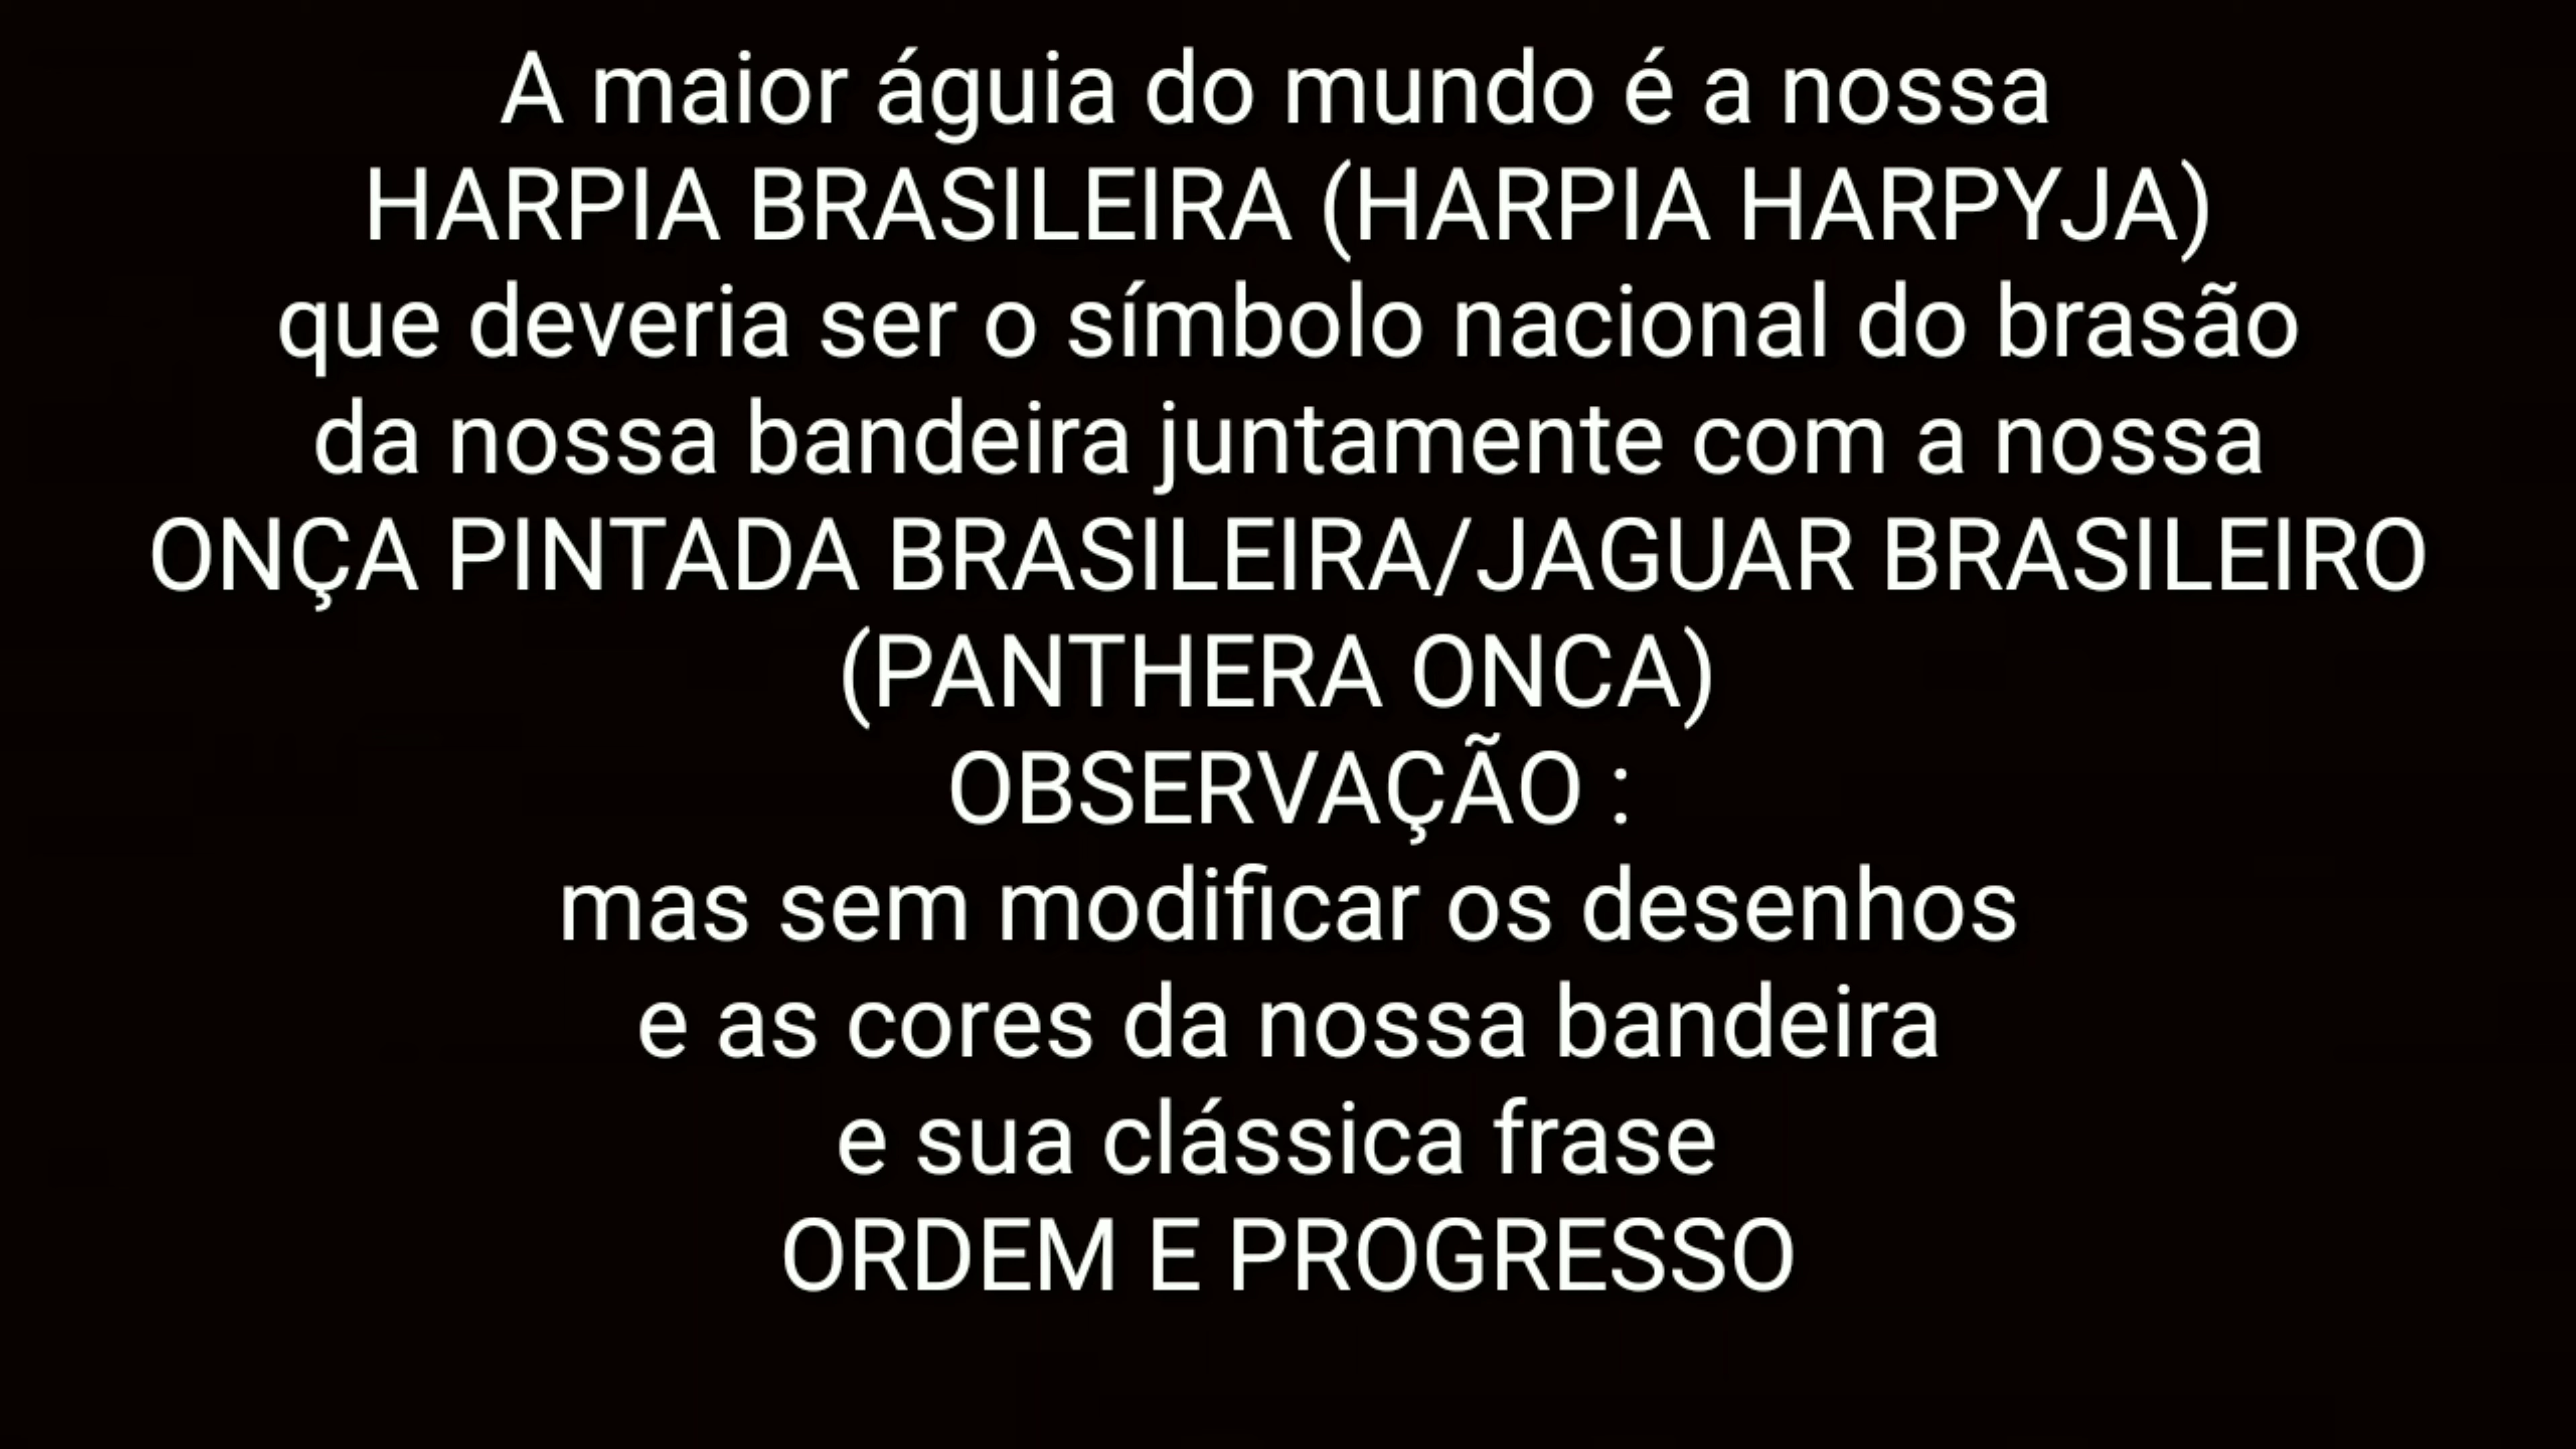 A maior águia do mundo é a nossa
HARPIA BRASILEIRA (HARPIA HARPYJA)
que deveria ser o símbolo nacional do brasão
da nossa bandeira juntamente com a nossa
ONÇA PINTADA BRASILEIRA/JAGUAR BRASILEIRO
(PANTHERA ONCA)
OBSERVAÇÃO :
mas sem modificar os desenhos
e as cores da nossa bandeira
e sua clássica frase
ORDEM E PROGRESSO